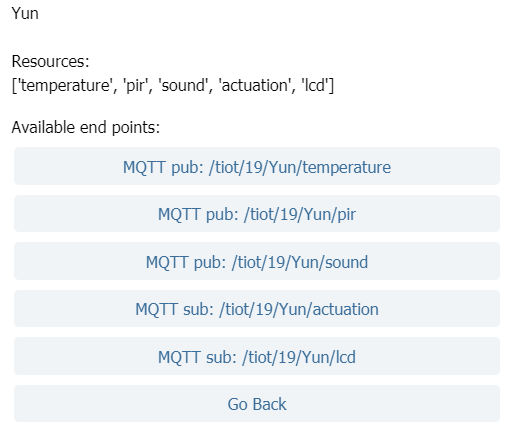 Yun
Resources:
['temperature', 'pir', 'sound', 'actuation', 'lcd']
Available end points:
MQTT pub: /tiot/19/Yun/temperature
MQTT pub: /tiot/19/Yun/pir
MQTT pub: /tiot/19/Yun/sound
MQTT sub: /tiot/19/Yun/actuation
MQTT sub: /tiot/19/Yun/lcd
Go Back